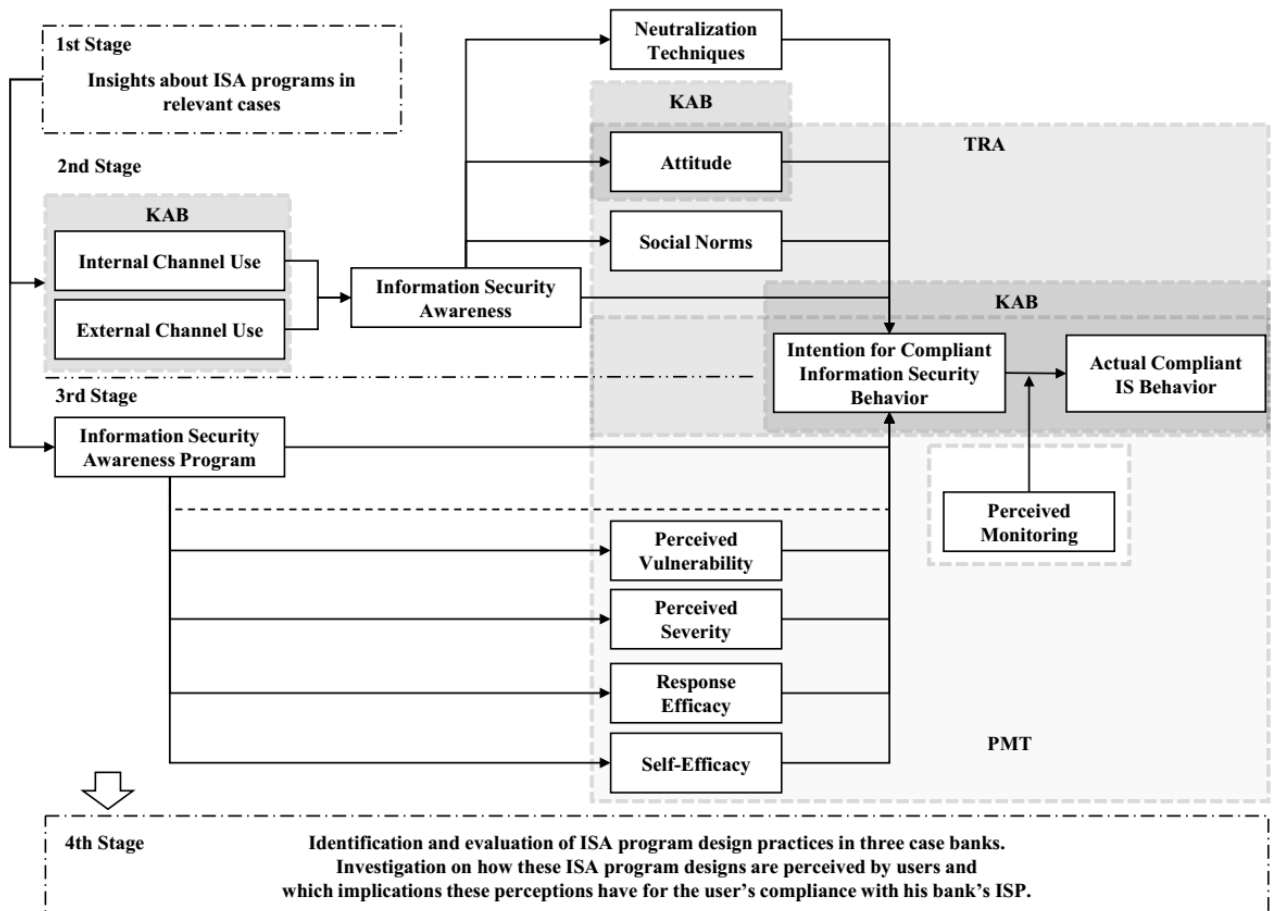 1st Stage
Insights about ISA programs in
relevant cases
Neutralization
Techniques
KAB
Attitude
TRA
2nd Stage
KAB
Internal Channel Use
External Channel Use
Social Norms
Information Security
Awareness
KAB
Intention for Compliant
Information Security
Behavior
Actual Compliant
IS Behavior
3rd Stage
Information Security
Awareness Program
Perceived
Monitoring
Perceived
Vulnerability
Perceived
Severity
Response
Efficacy
Self-Efficacy
PMT
4th Stage
Identification and evaluation of ISA program design practices in three case banks.
Investigation on how these ISA program designs are perceived by users and
which implications these perceptions have for the user's compliance with his bank's ISP.